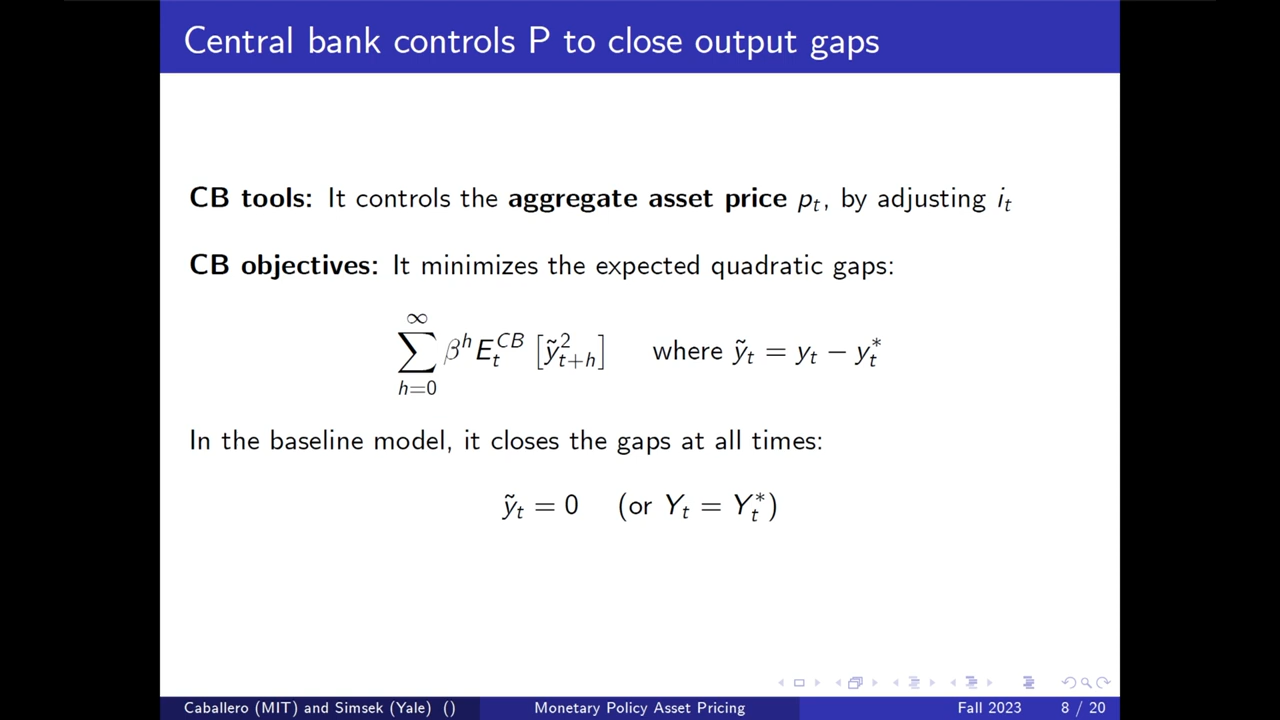 Central bank controls P to close output gaps
CB tools: It controls the aggregate asset price pₜ, by adjusting iₜ
CB objectives: It minimizes the expected quadratic gaps:
∑_{h=0}^{∞} β^h E_t^{CB} [ỹ_{t+h}^2] where ỹ_t = y_t − y_t^*
In the baseline model, it closes the gaps at all times:
ỹ_t = 0 (or Y_t = Y_t^*)
Caballero (MIT) and Simsek (Yale) () Monetary Policy Asset Pricing Fall 2023 8 / 20